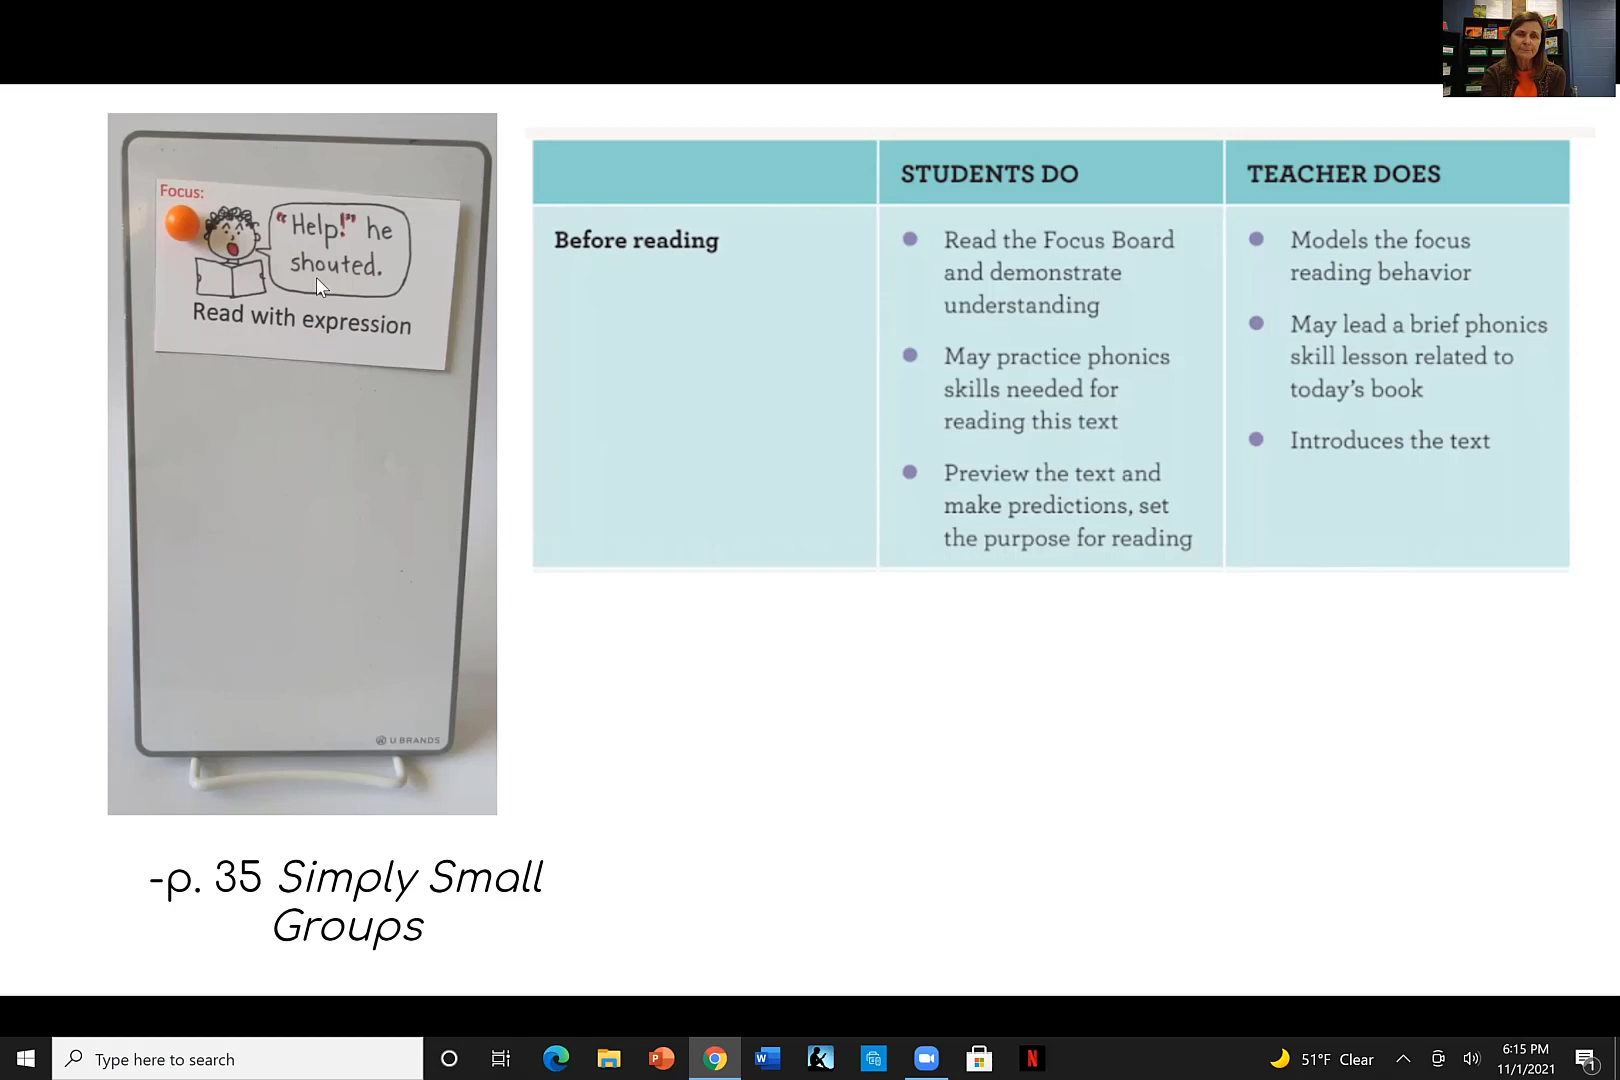 Focus:
"Help!" he
shouted.
Read with expression
U BRANDS
-p. 35 Simply Small
Groups
STUDENTS DO
TEACHER DOES
Before reading
Read the Focus Board
and demonstrate
understanding
May practice phonics
skills needed for
reading this text
Preview the text and
make predictions, set
the purpose for reading
Models the focus
reading behavior
May lead a brief phonics
skill lesson related to
today's book
Introduces the text
Type here to search
51°F Clear
6:15 PM
11/1/2021
1